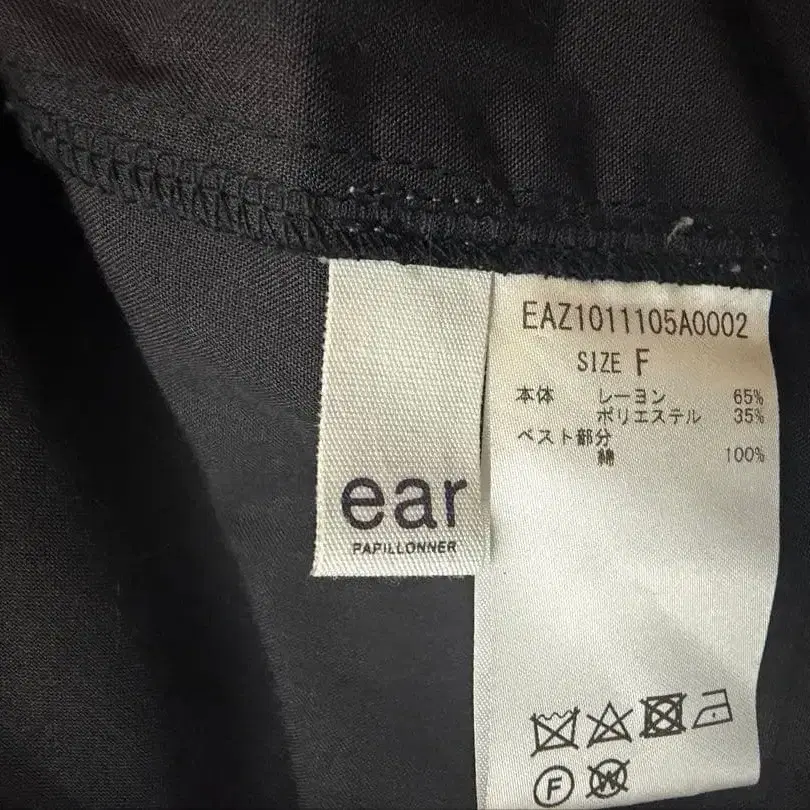 ear
PAPILLONNER
EAZ1011105A0002
SIZE F
本体 レーヨン 65%
ポリエステル 35%
ベスト部分
綿 100%
F W